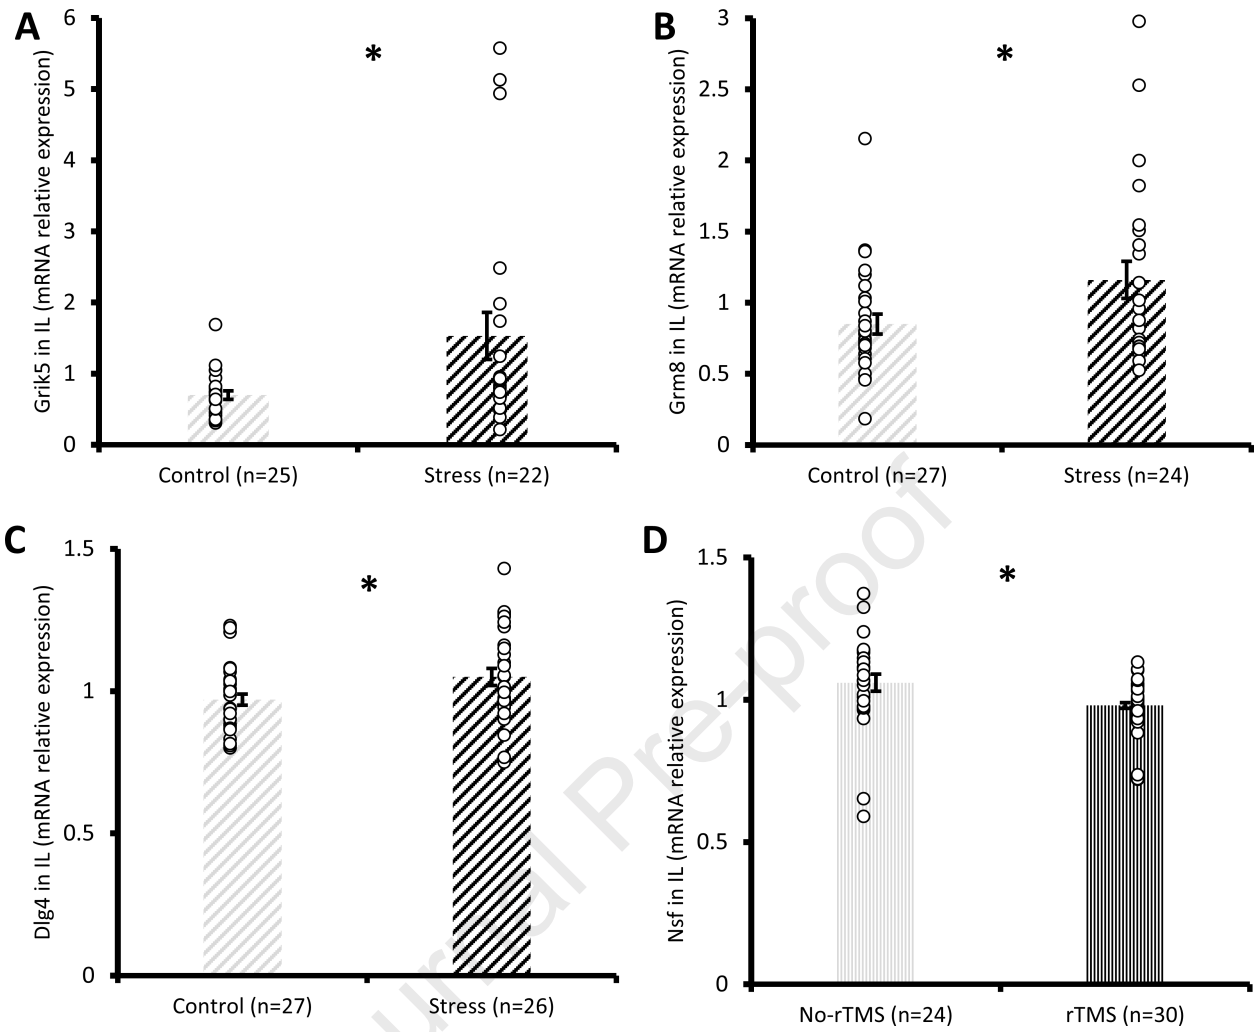 A
Grik5 in IL (mRNA relative expression)
6
5
4
3
2
1
0
*
Control (n=25)
Stress (n=22)
B
Grm8 in IL (mRNA relative expression)
3
2.5
2
1.5
1
0.5
0
*
Control (n=27)
Stress (n=24)
C
Dlg4 in IL (mRNA relative expression)
1.5
1
0.5
0
*
Control (n=27)
Stress (n=26)
D
Nsf in IL (mRNA relative expression)
1.5
1
0.5
0
*
No-rTMS (n=24)
rTMS (n=30)
urnal Pre-proof